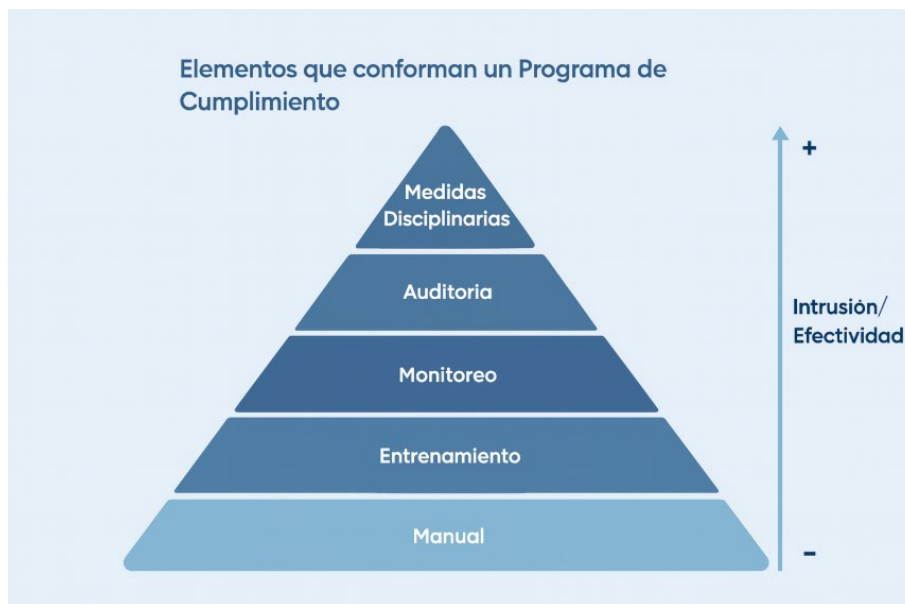 Elementos que conforman un Programa de
Cumplimiento
+
Medidas
Disciplinarias
Auditoria
Intrusión/
Efectividad
Monitoreo
Entrenamiento
Manual
-